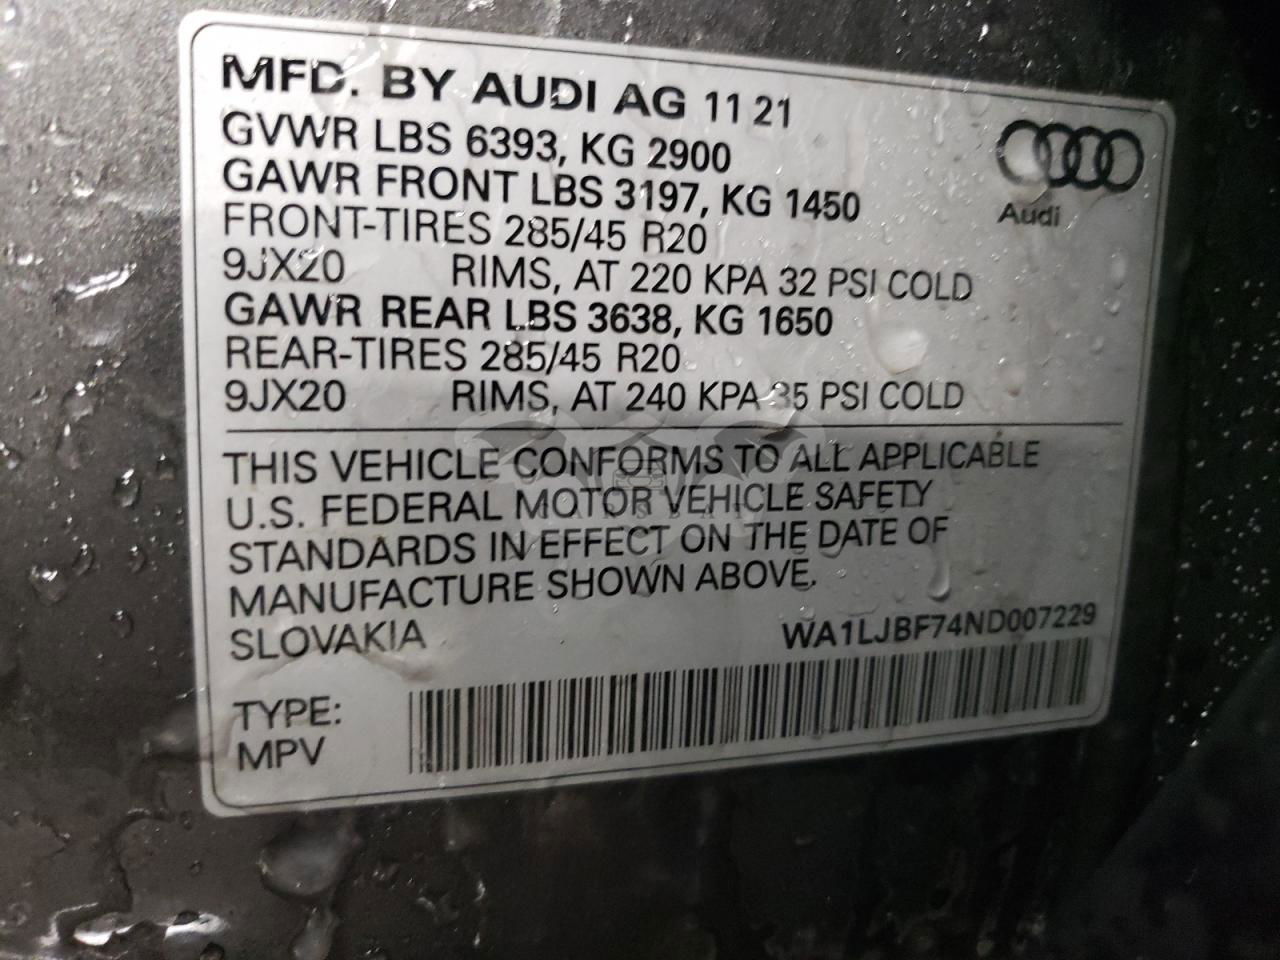 MFD. BY AUDI AG 11 21
GVWR LBS 6393, KG 2900
GAWR FRONT LBS 3197, KG 1450
FRONT-TIRES 285/45 R20
9JX20 RIMS, AT 220 KPA 32 PSI COLD
GAWR REAR LBS 3638, KG 1650
REAR-TIRES 285/45 R20
9JX20 RIMS, AT 240 KPA 35 PSI COLD
Audi
THIS VEHICLE CONFORMS TO ALL APPLICABLE
U.S. FEDERAL MOTOR VEHICLE SAFETY
STANDARDS IN EFFECT ON THE DATE OF
MANUFACTURE SHOWN ABOVE.
SLOVAKIA WA1LJBF74ND007229
TYPE:
MPV